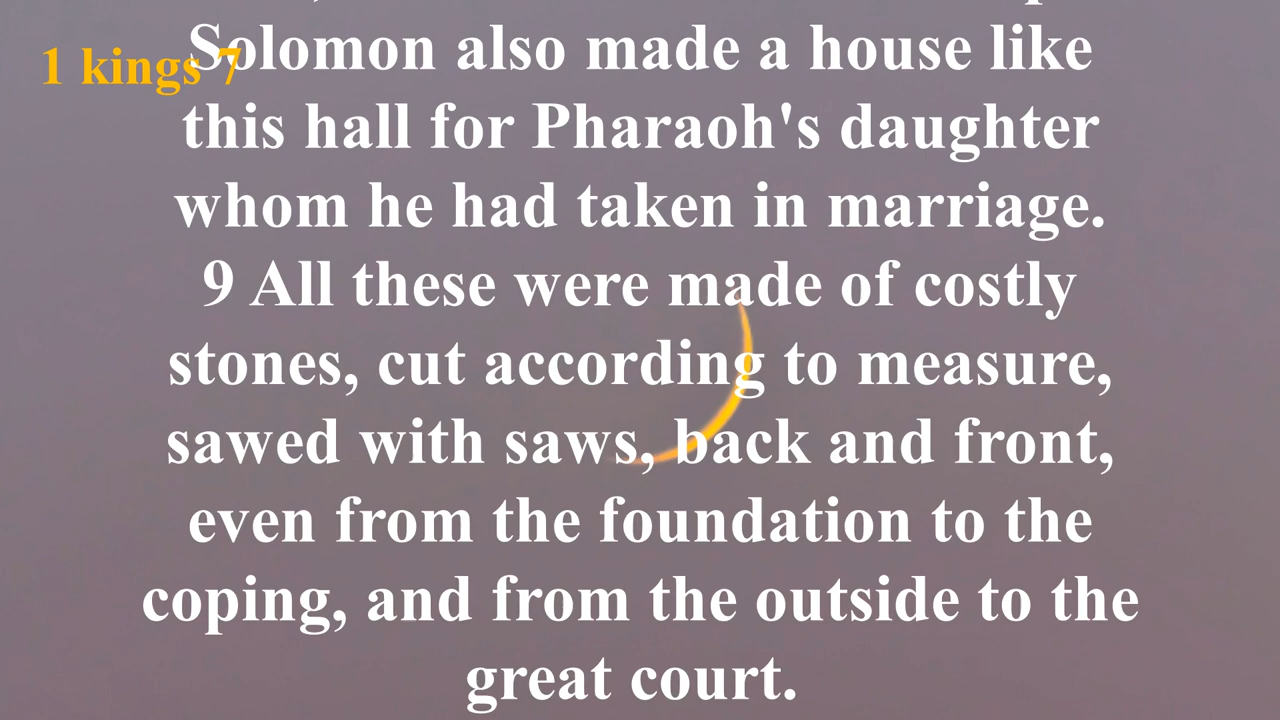 1 kings 7
Solomon also made a house like
this hall for Pharaoh's daughter
whom he had taken in marriage.
9 All these were made of costly
stones, cut according to measure,
sawed with saws, back and front,
even from the foundation to the
coping, and from the outside to the
great court.